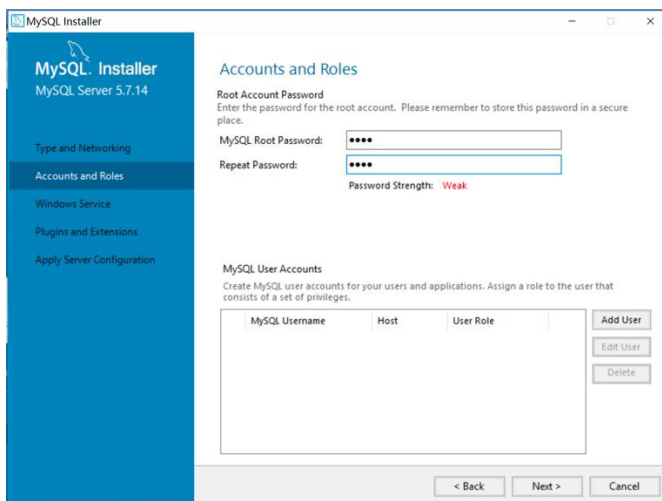 MySQL Installer
MySQL. Installer
MySQL Server 5.7.14
Type and Networking
Accounts and Roles
Windows Service
Plugins and Extensions
Apply Server Configuration
Accounts and Roles
Root Account Password
Enter the password for the root account. Please remember to store this password in a secure
place.
MySQL Root Password: ••••
Repeat Password: ••••
Password Strength: Weak
MySQL User Accounts
Create MySQL user accounts for your users and applications. Assign a role to the user that
consists of a set of privileges.
MySQL Username Host User Role
Add User
Edit User
Delete
< Back Next > Cancel